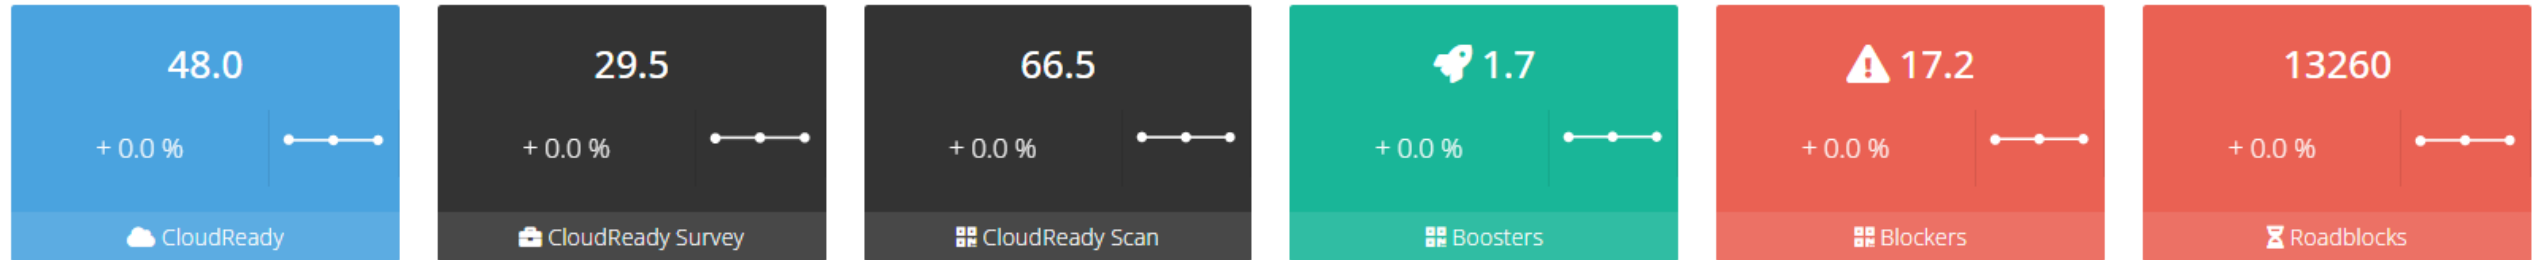 48.0
+ 0.0 %
CloudReady
29.5
+ 0.0 %
CloudReady Survey
66.5
+ 0.0 %
CloudReady Scan
1.7
+ 0.0 %
Boosters
17.2
+ 0.0 %
Blockers
13260
+ 0.0 %
Roadblocks